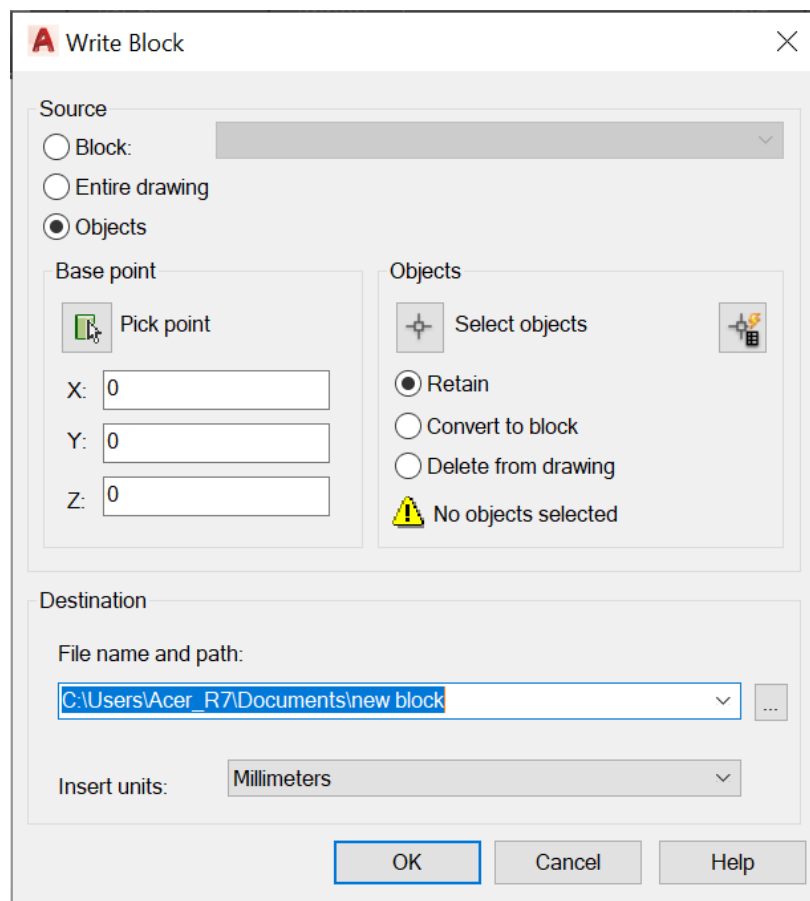 Write Block
Source
Block:
Entire drawing
Objects
Base point
Pick point
X: 0
Y: 0
Z: 0
Objects
Select objects
Retain
Convert to block
Delete from drawing
No objects selected
Destination
File name and path:
C:\Users\Acer_R7\Documents\new block
...
Insert units: Millimeters
OK Cancel Help